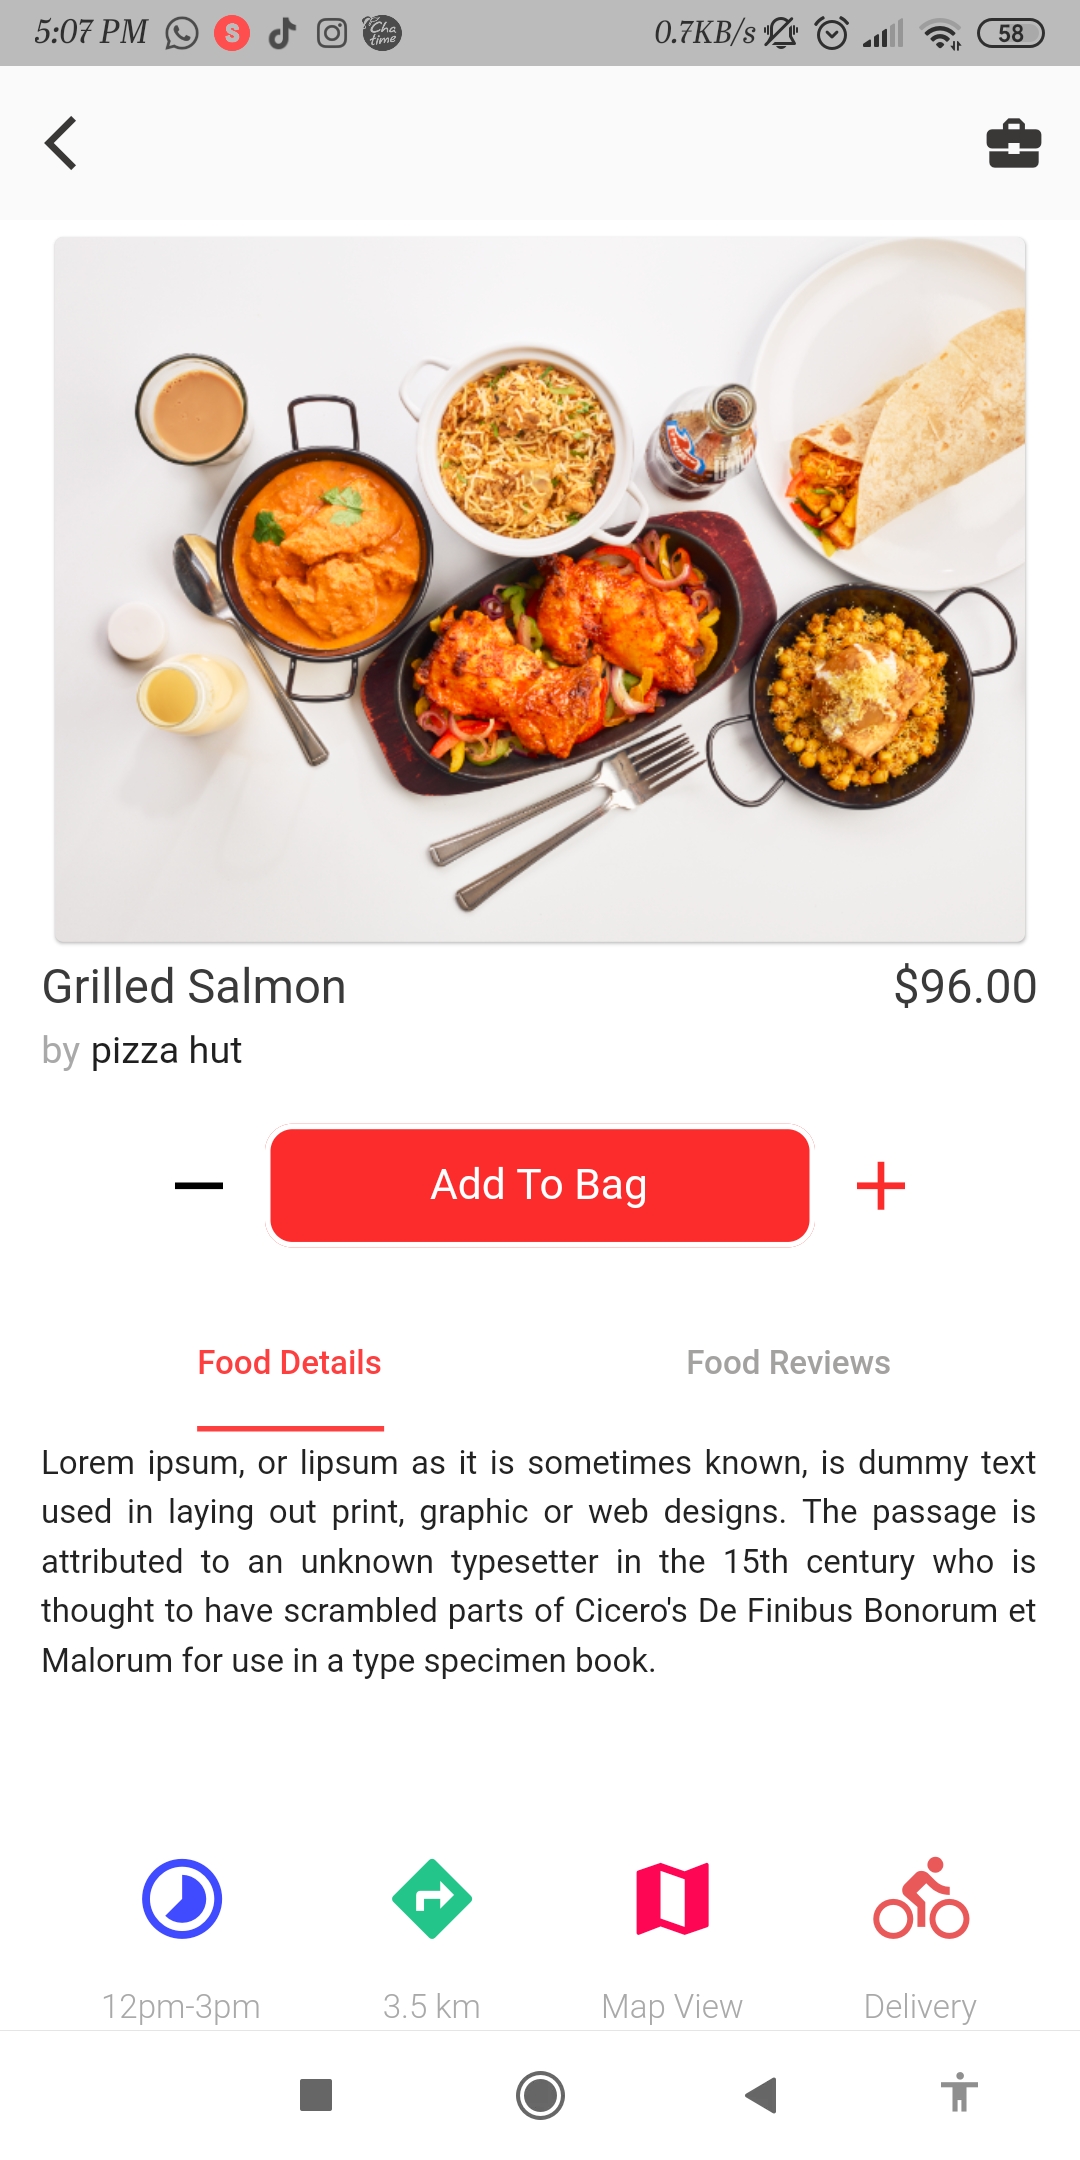 5:07 PM
S
Cha
time
0.7KB/s
58
Grilled Salmon
$96.00
by pizza hut
Add To Bag
Food Details
Food Reviews
Lorem ipsum, or lipsum as it is sometimes known, is dummy text
used in laying out print, graphic or web designs. The passage is
attributed to an unknown typesetter in the 15th century who is
thought to have scrambled parts of Cicero's De Finibus Bonorum et
Malorum for use in a type specimen book.
12pm-3pm
3.5 km
Map View
Delivery